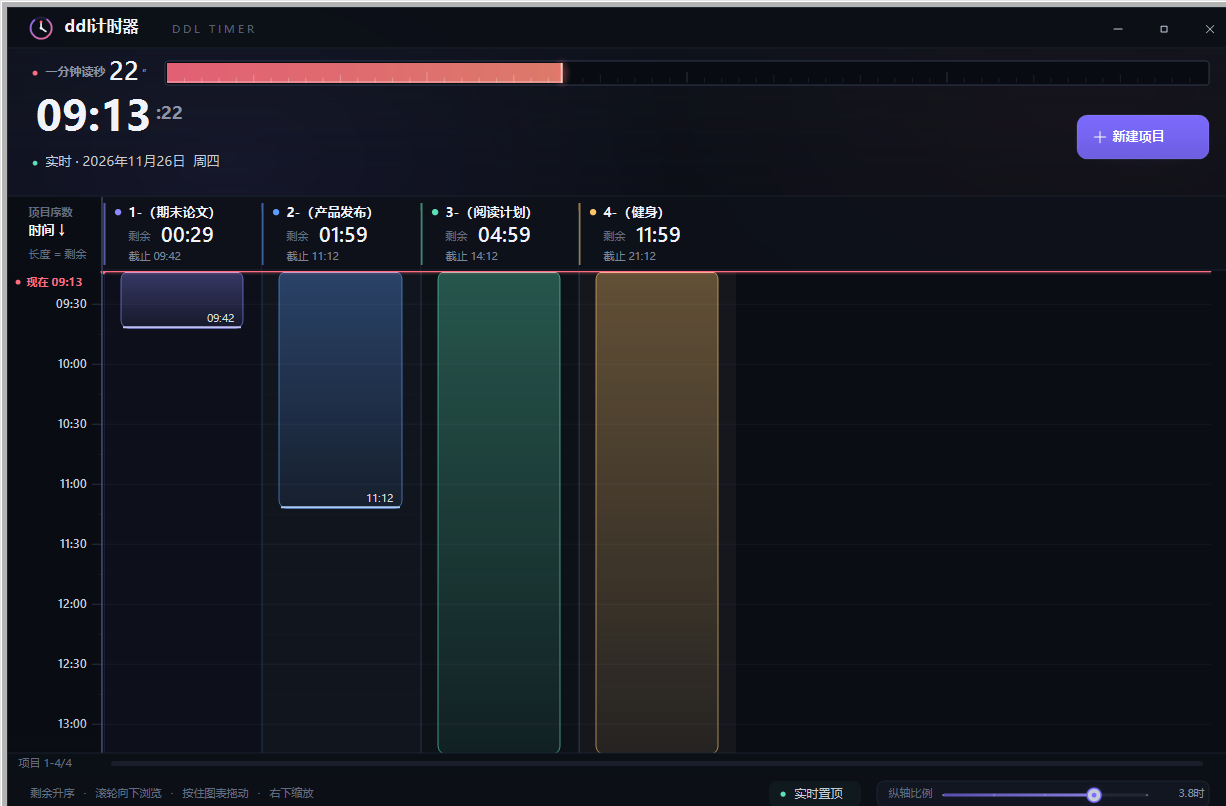 ddl计时器 DDL TIMER
一分钟读秒 22 "
09:13 :22
+ 新建项目
实时 · 2026年11月26日 周四
项目序数
时间 ↓
长度 = 剩余
1-（期末论文）
剩余 00:29
截止 09:42
2-（产品发布）
剩余 01:59
截止 11:12
3-（阅读计划）
剩余 04:59
截止 14:12
4-（健身）
剩余 11:59
截止 21:12
现在 09:13
09:30
09:42
10:00
10:30
11:00
11:12
11:30
12:00
12:30
13:00
项目 1-4/4
剩余升序 · 滚轮向下浏览 · 按住图表拖动 · 右下缩放
实时置顶
纵轴比例 3.8时